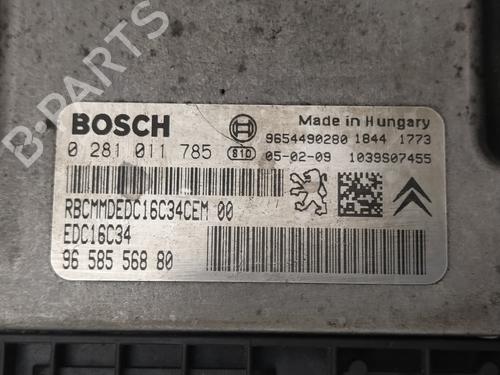 B-PARTS
BOSCH
Made in Hungary
9654490280 1844 1773
0 281 011 785 810 05-02-09 1039S07455
RBCMMDEDC16C34CEM 00
EDC16C34
96 585 568 80